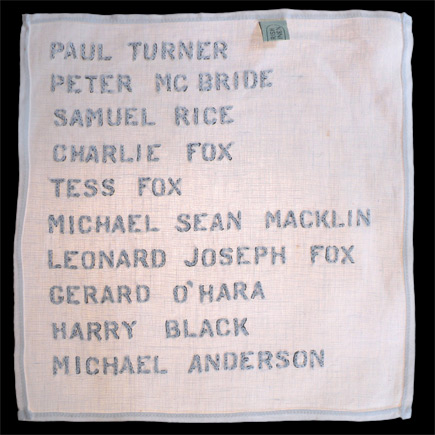 PAUL TURNER
PETER MC BRIDE
SAMUEL RICE
CHARLIE FOX
TESS FOX
MICHAEL SEAN MACKLIN
LEONARD JOSEPH FOX
GERARD O'HARA
HARRY BLACK
MICHAEL ANDERSON